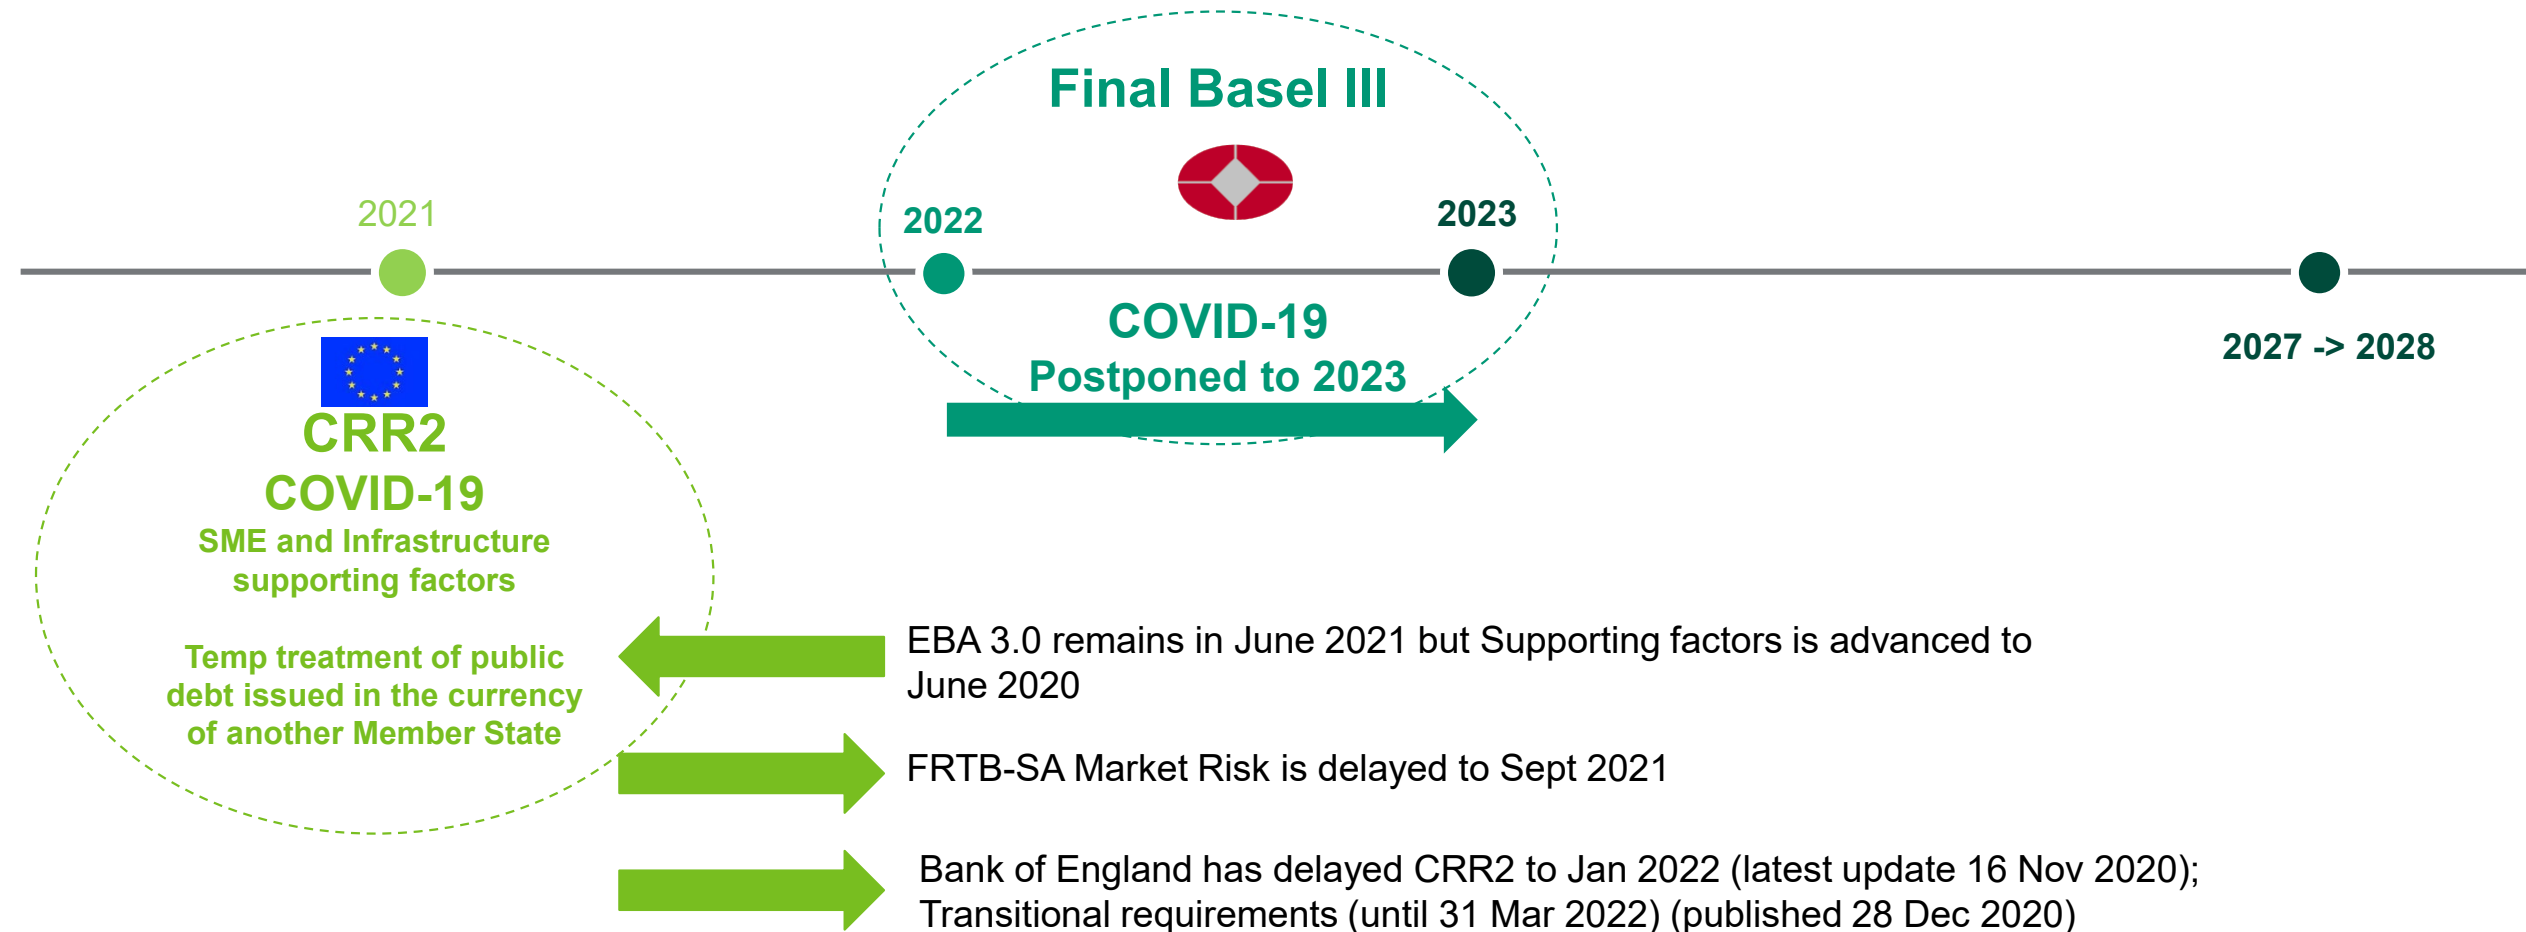 Final Basel III
2021
2022
2023
COVID-19
Postponed to 2023
2027 -> 2028
CRR2
COVID-19
SME and Infrastructure
supporting factors
Temp treatment of public
debt issued in the currency
of another Member State
EBA 3.0 remains in June 2021 but Supporting factors is advanced to
June 2020
FRTB-SA Market Risk is delayed to Sept 2021
Bank of England has delayed CRR2 to Jan 2022 (latest update 16 Nov 2020);
Transitional requirements (until 31 Mar 2022) (published 28 Dec 2020)